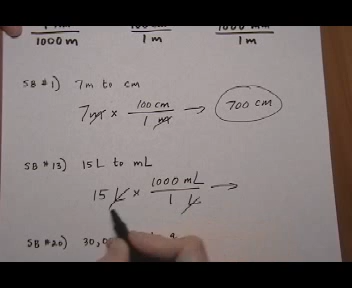 1000 m 1 m 1 m
SB #1) 7m to cm
7m × 100 cm / 1 m → 700 cm
SB #13) 15 L to mL
15 L × 1000 mL / 1 L →
SB #20) 30,0